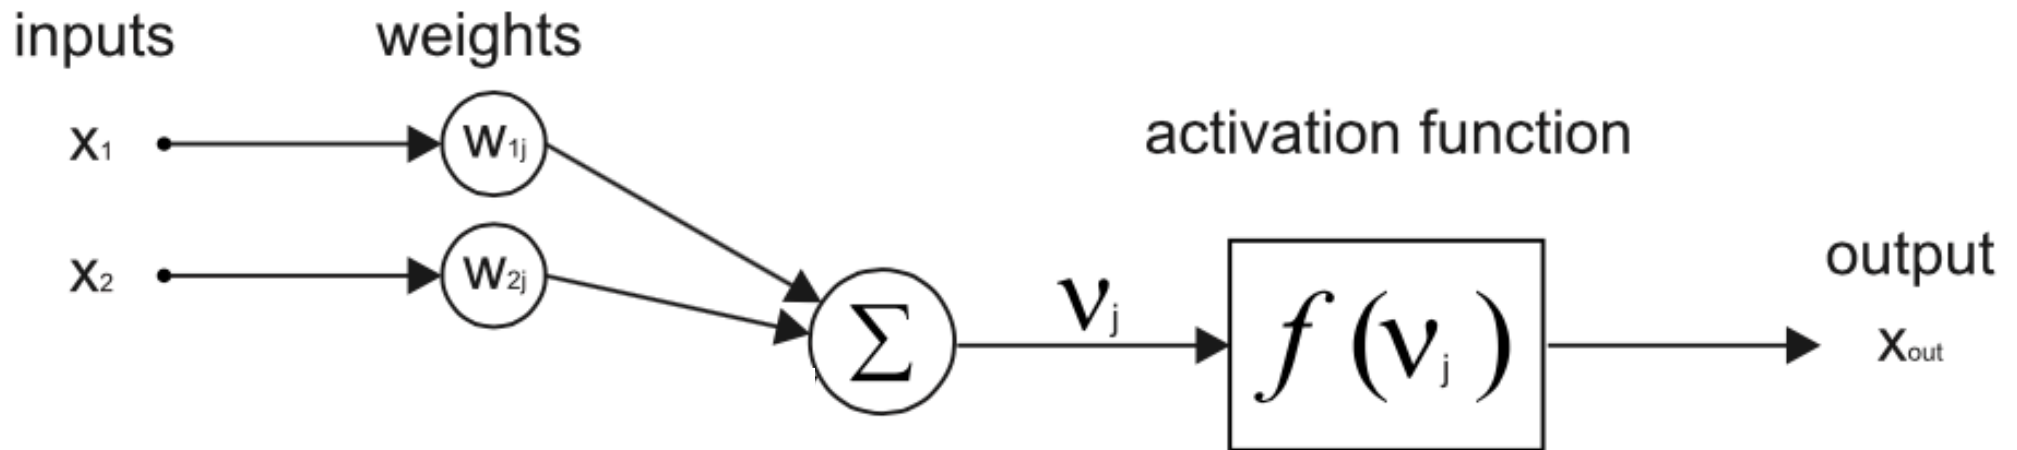 inputs
weights
x₁
w₁ⱼ
activation function
x₂
w₂ⱼ
output
Σ
νⱼ
f(νⱼ)
xout